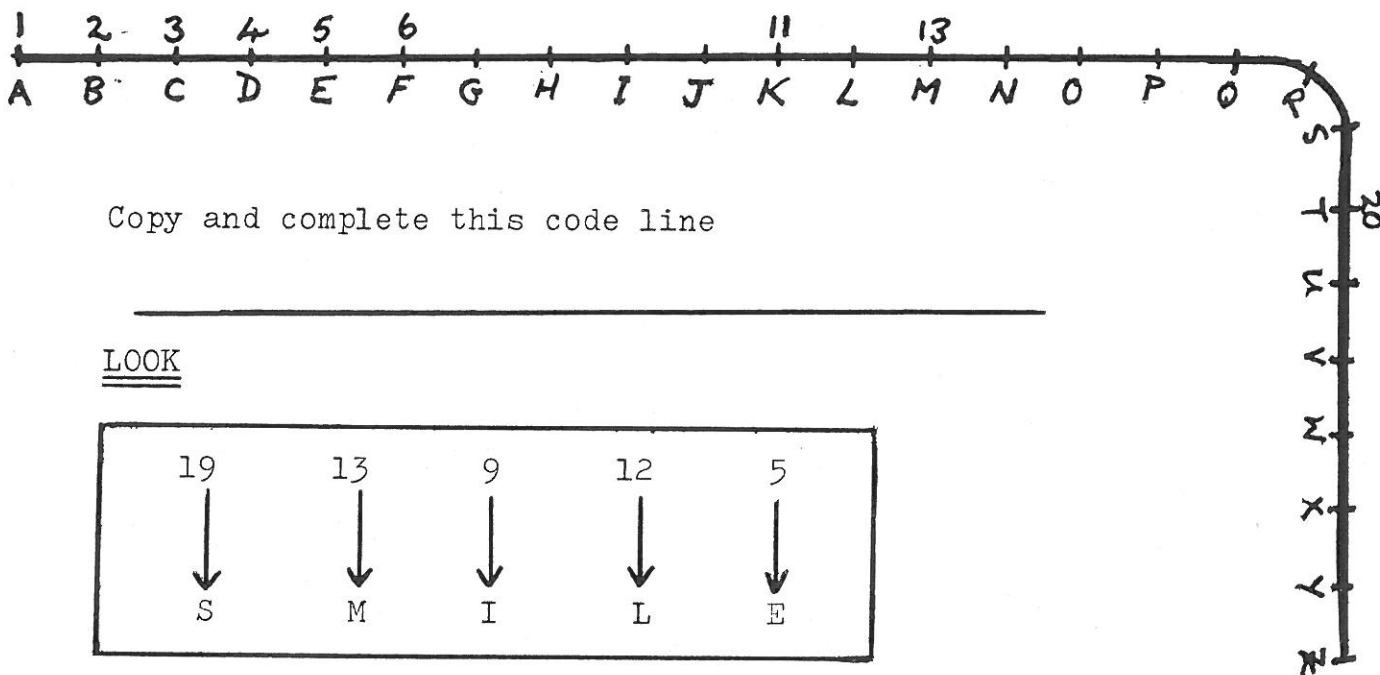 1 2 3 4 5 6 11 13
A B C D E F G H I J K L M N O P Q R
S
T 20
U
V
W
X
Y
Z
Copy and complete this code line
LOOK
19 13 9 12 5
S M I L E